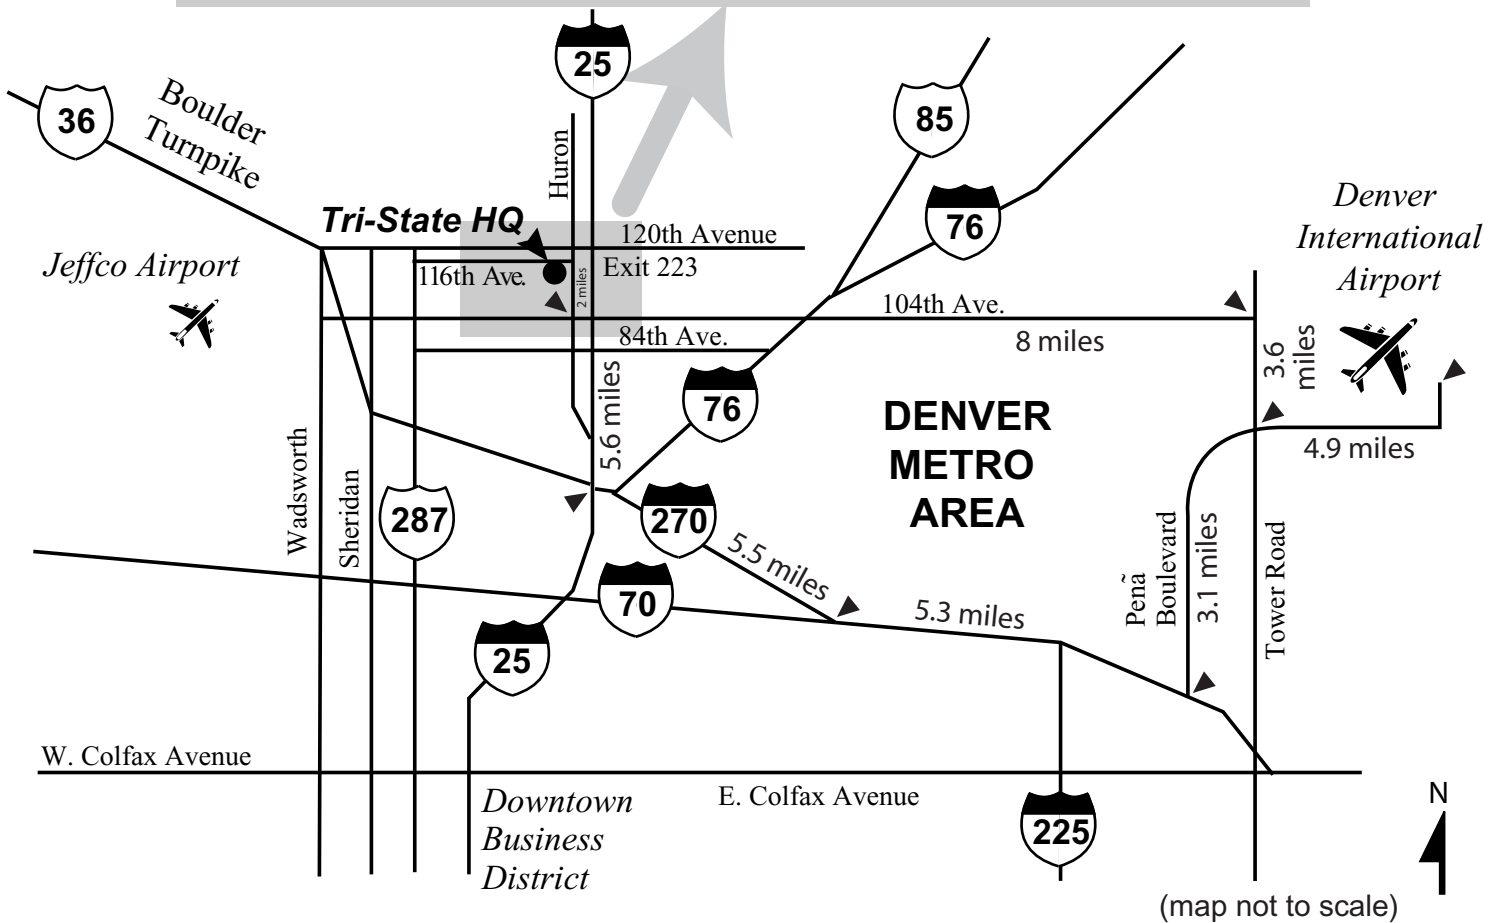 25
36
Boulder
Turnpike
85
Huron
76
Denver
International
Airport
Tri-State HQ
120th Avenue
Jeffco Airport
116th Ave.
2 miles
Exit 223
104th Ave.
84th Ave.
8 miles
3.6
miles
76
5.6 miles
DENVER
METRO
AREA
4.9 miles
Wadsworth
Sheridan
287
270
5.5 miles
70
5.3 miles
Penã
Boulevard
3.1 miles
Tower Road
25
W. Colfax Avenue
E. Colfax Avenue
Downtown
Business
District
225
N
(map not to scale)